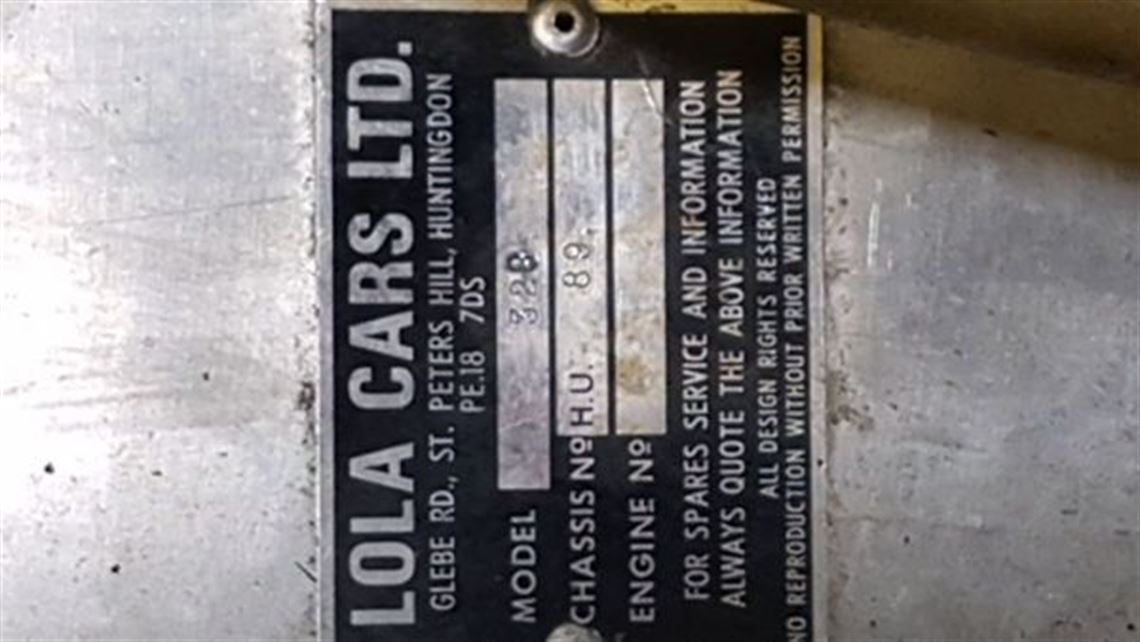 LOLA CARS LTD.
GLEBE RD., ST. PETERS HILL, HUNTINGDON
PE.18 7DS
MODEL 328
CHASSIS Nº H.U. 89.
ENGINE Nº
FOR SPARES SERVICE AND INFORMATION
ALWAYS QUOTE THE ABOVE INFORMATION
ALL DESIGN RIGHTS RESERVED
NO REPRODUCTION WITHOUT PRIOR WRITTEN PERMISSION